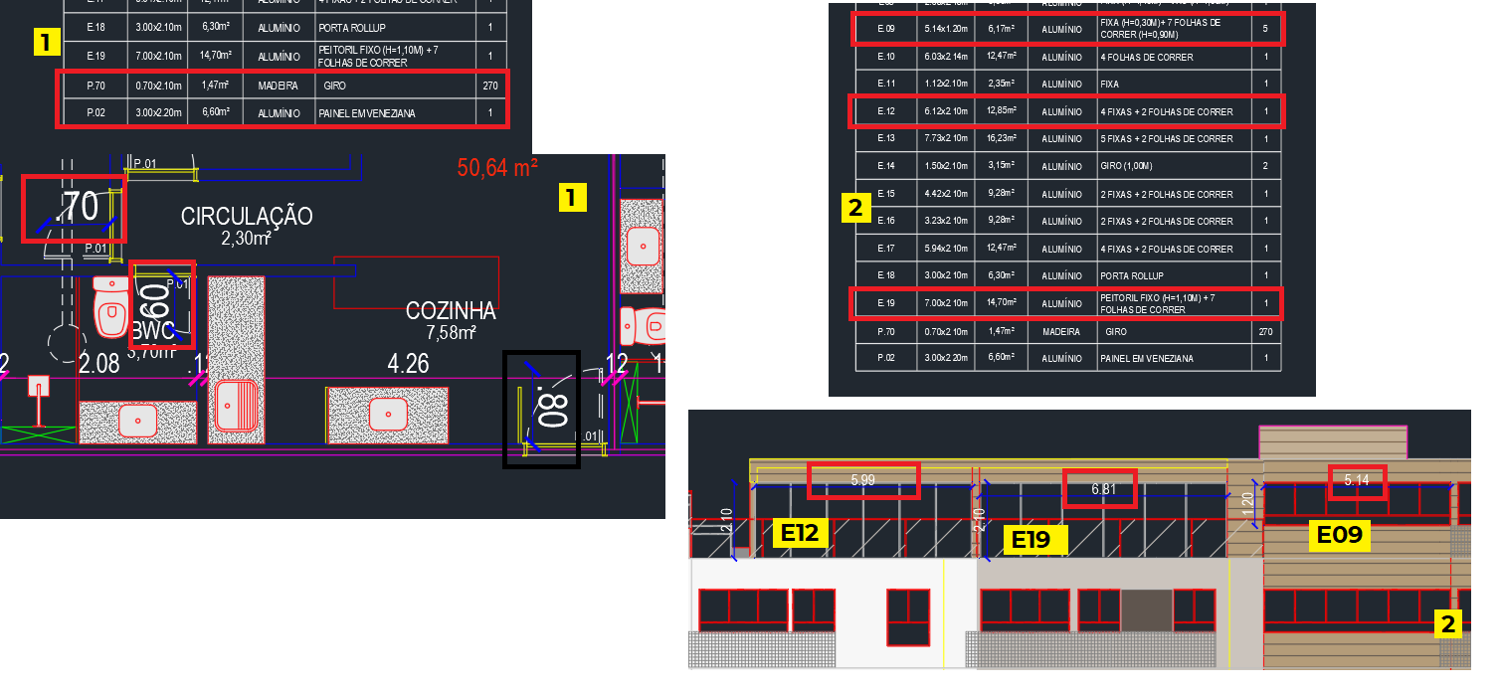 1
E.18 3.00x2.10m 6,30m² ALUMÍNIO PORTA ROLLUP 1
E.19 7.00x2.10m 14,70m² ALUMÍNIO PEITORIL FIXO (H=1,10M) + 7
FOLHAS DE CORRER 1
P.70 0.70x2.10m 1,47m² MADEIRA GIRO 270
P.02 3.00x2.20m 6,60m² ALUMÍNIO PAINEL EM VENEZIANA 1
P.01
50,64 m²
1
.70
CIRCULAÇÃO
2,30m²
P.01
P.01
.60
BWC
3,70m²
COZINHA
7,58m²
2.08
4.26
.12
.80
P.01
E.09 5.14x1.20m 6,17m² ALUMÍNIO FIXA (H=0,30M)+ 7 FOLHAS DE
CORRER (H=0,90M) 5
E.10 6.03x2.14m 12,47m² ALUMÍNIO 4 FOLHAS DE CORRER 1
E.11 1.12x2.10m 2,35m² ALUMÍNIO FIXA 1
E.12 6.12x2.10m 12,85m² ALUMÍNIO 4 FIXAS + 2 FOLHAS DE CORRER 1
E.13 7.73x2.10m 16,23m² ALUMÍNIO 5 FIXAS + 2 FOLHAS DE CORRER 1
E.14 1.50x2.10m 3,15m² ALUMÍNIO GIRO (1,00M) 2
2
E.15 4.42x2.10m 9,28m² ALUMÍNIO 2 FIXAS + 2 FOLHAS DE CORRER 1
E.16 3.23x2.10m 9,28m² ALUMÍNIO 2 FIXAS + 2 FOLHAS DE CORRER 1
E.17 5.94x2.10m 12,47m² ALUMÍNIO 4 FIXAS + 2 FOLHAS DE CORRER 1
E.18 3.00x2.10m 6,30m² ALUMÍNIO PORTA ROLLUP 1
E.19 7.00x2.10m 14,70m² ALUMÍNIO PEITORIL FIXO (H=1,10M) + 7
FOLHAS DE CORRER 1
P.70 0.70x2.10m 1,47m² MADEIRA GIRO 270
P.02 3.00x2.20m 6,60m² ALUMÍNIO PAINEL EM VENEZIANA 1
5.99
6.81
5.14
2.10
2.10
1.20
E12
E19
E09
2